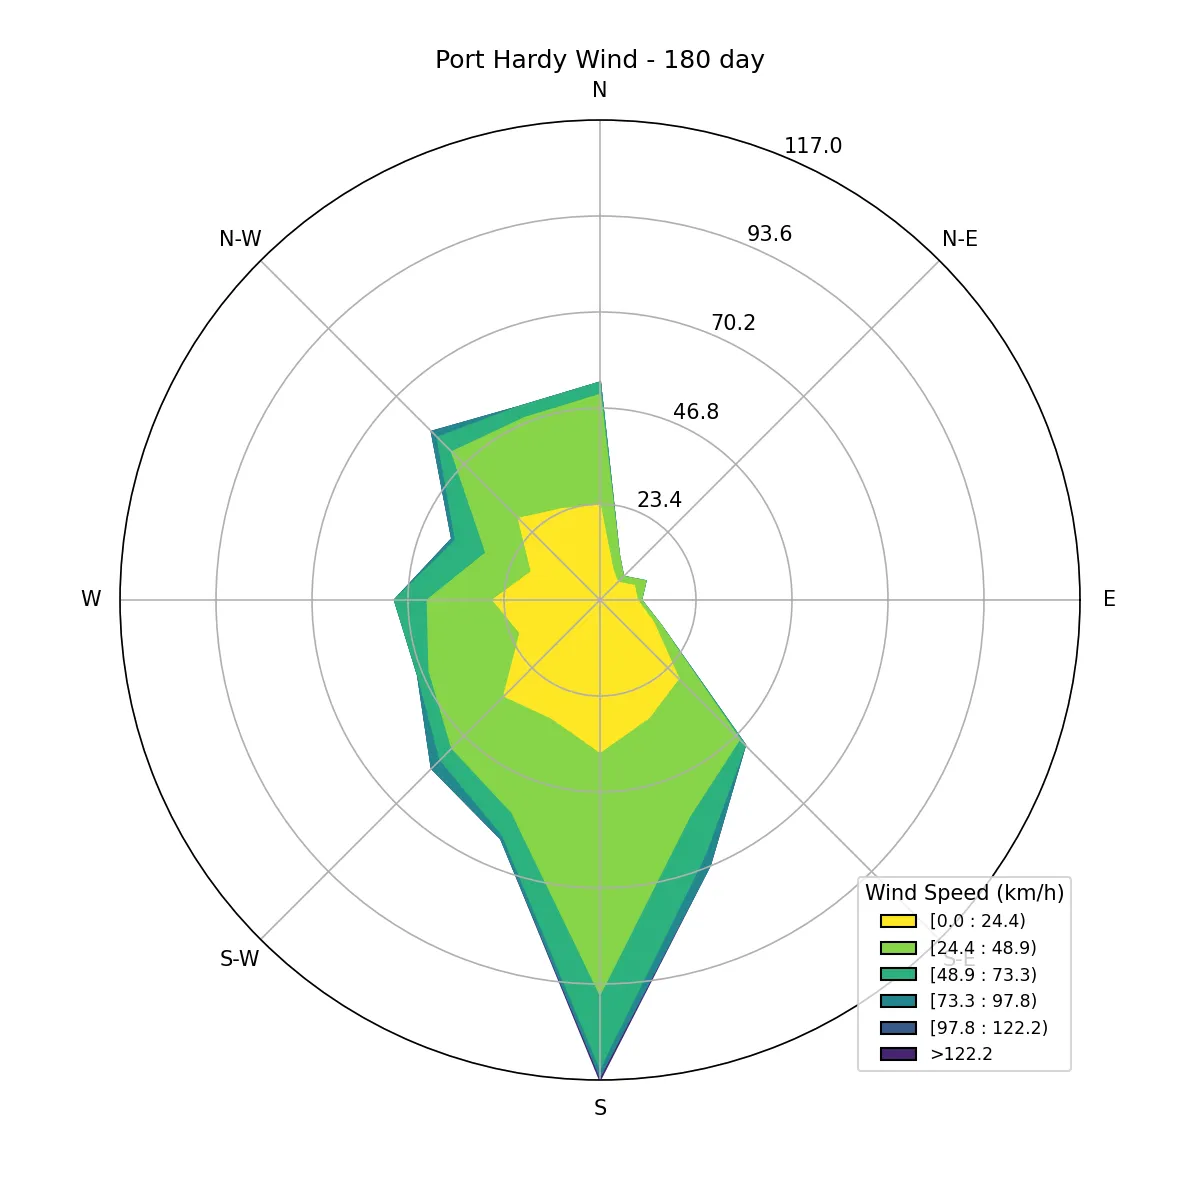 Port Hardy Wind - 180 day
N
117.0
N-W
93.6
N-E
70.2
46.8
23.4
W
E
S-W
S-E
S
Wind Speed (km/h)
[0.0 : 24.4)
[24.4 : 48.9)
[48.9 : 73.3)
[73.3 : 97.8)
[97.8 : 122.2)
>122.2